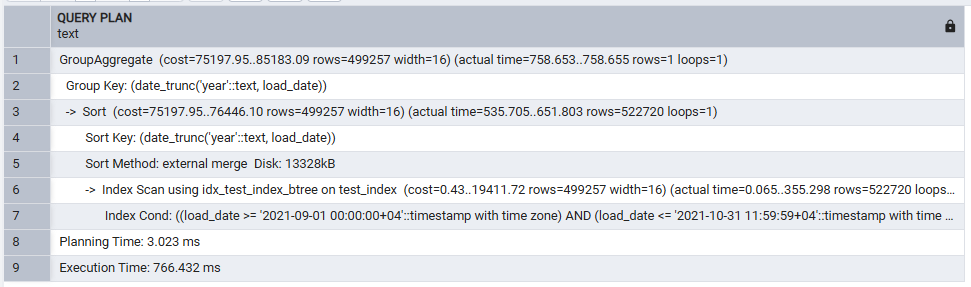 QUERY PLAN
text
1 GroupAggregate (cost=75197.95..85183.09 rows=499257 width=16) (actual time=758.653..758.655 rows=1 loops=1)
2 Group Key: (date_trunc('year'::text, load_date))
3 -> Sort (cost=75197.95..76446.10 rows=499257 width=16) (actual time=535.705..651.803 rows=522720 loops=1)
4 Sort Key: (date_trunc('year'::text, load_date))
5 Sort Method: external merge Disk: 13328kB
6 -> Index Scan using idx_test_index_btree on test_index (cost=0.43..19411.72 rows=499257 width=16) (actual time=0.065..355.298 rows=522720 loops...
7 Index Cond: ((load_date >= '2021-09-01 00:00:00+04'::timestamp with time zone) AND (load_date <= '2021-10-31 11:59:59+04'::timestamp with time ...
8 Planning Time: 3.023 ms
9 Execution Time: 766.432 ms